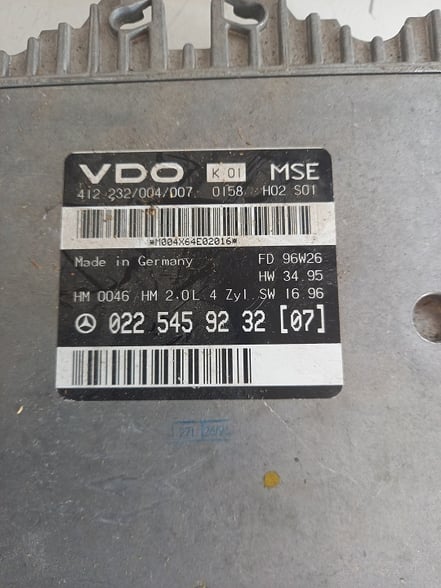 VDO K 01 MSE
412 232/004/007 0158 H02 S01
*M004X64E02016*
Made in Germany FD 96W26
HW 34.95
HM 0046 HM 2.0L 4 Zyl SW 16 96
022 545 92 32 [07]
271